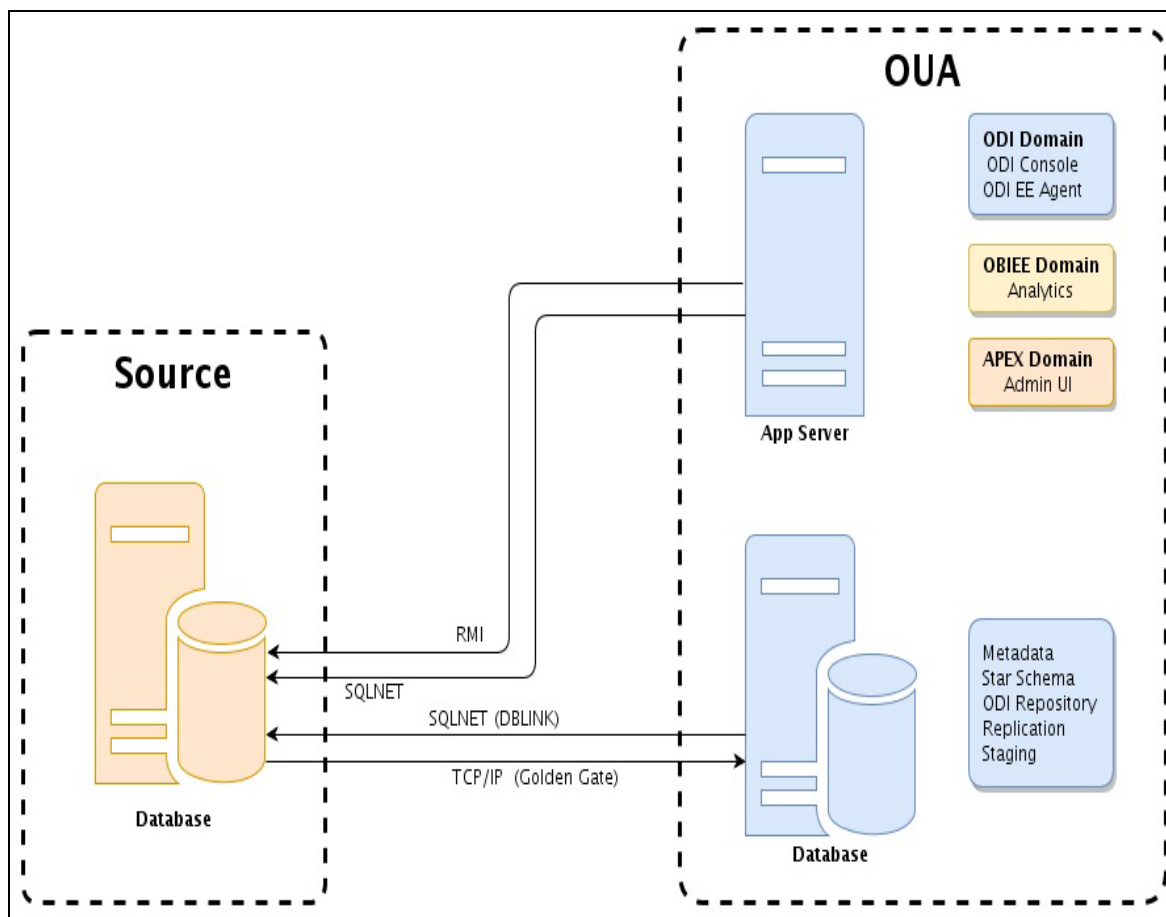 OUA
ODI Domain
ODI Console
ODI EE Agent
OBIEE Domain
Analytics
APEX Domain
Admin UI
App Server
Source
Database
RMI
SQLNET
SQLNET (DBLINK)
TCP/IP (Golden Gate)
Metadata
Star Schema
ODI Repository
Replication
Staging
Database